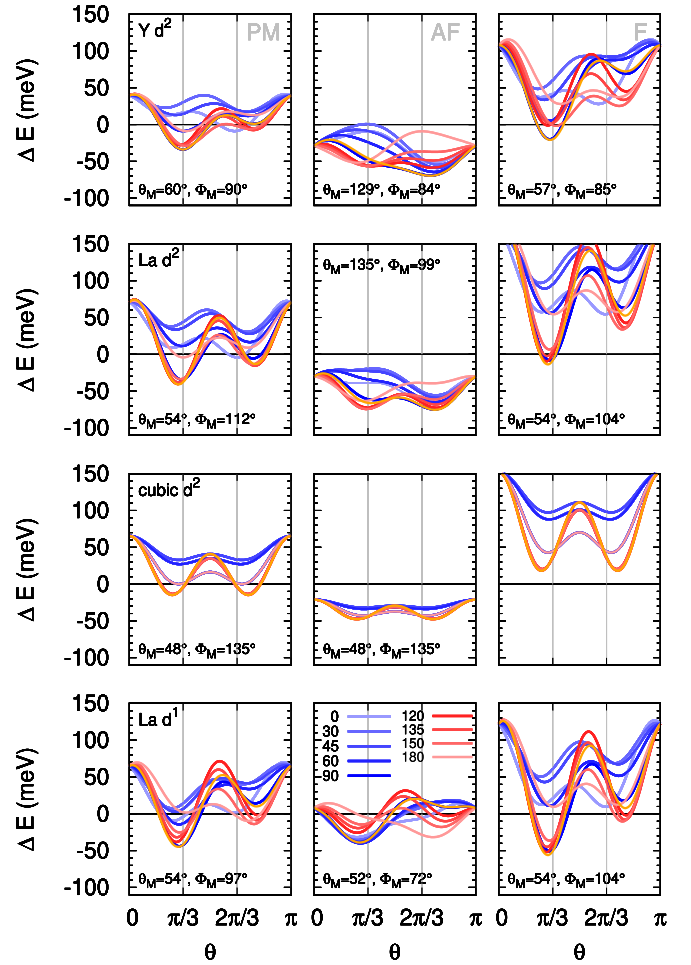 150
100
50
0
-50
-100
ΔE (meV)
Y d²
PM
θM=60°, ΦM=90°
AF
θM=129°, ΦM=84°
F
θM=57°, ΦM=85°
150
100
50
0
-50
-100
ΔE (meV)
La d²
θM=54°, ΦM=112°
θM=135°, ΦM=99°
θM=54°, ΦM=104°
150
100
50
0
-50
-100
ΔE (meV)
cubic d²
θM=48°, ΦM=135°
θM=48°, ΦM=135°
150
100
50
0
-50
-100
ΔE (meV)
La d¹
θM=54°, ΦM=97°
0 120
30 135
45 150
60 180
90
θM=52°, ΦM=72°
θM=54°, ΦM=104°
0 π/3 2π/3 π
0 π/3 2π/3 π
0 π/3 2π/3 π
θ θ θ